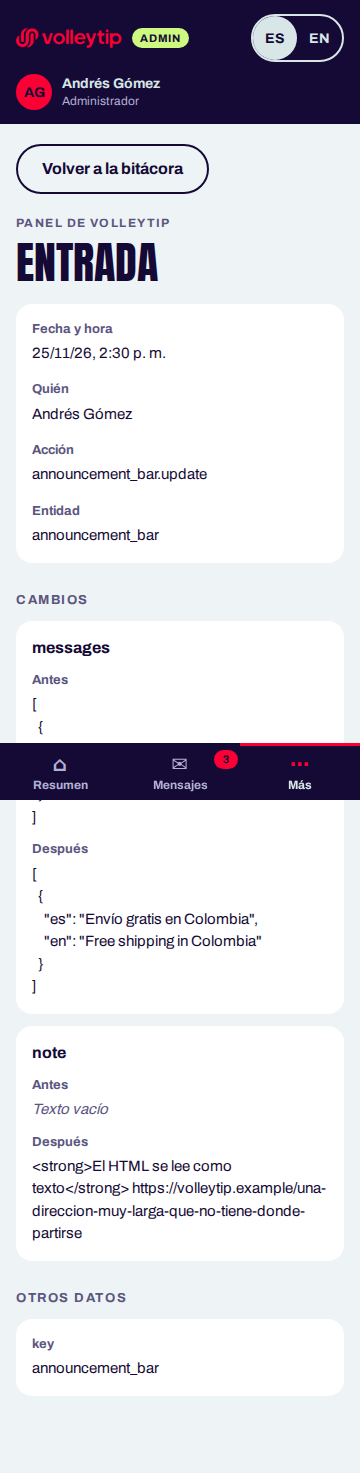 volleytip ADMIN ES EN
AG Andrés Gómez
Administrador
Volver a la bitácora
PANEL DE VOLLEYTIP
ENTRADA
Fecha y hora
25/11/26, 2:30 p. m.
Quién
Andrés Gómez
Acción
announcement_bar.update
Entidad
announcement_bar
CAMBIOS
messages
Antes
[
{
Resumen
Mensajes 3
Más
]
Después
[
{
"es": "Envío gratis en Colombia",
"en": "Free shipping in Colombia"
}
]
note
Antes
Texto vacío
Después
<strong>El HTML se lee como
texto</strong> https://volleytip.example/una-
direccion-muy-larga-que-no-tiene-donde-
partirse
OTROS DATOS
key
announcement_bar